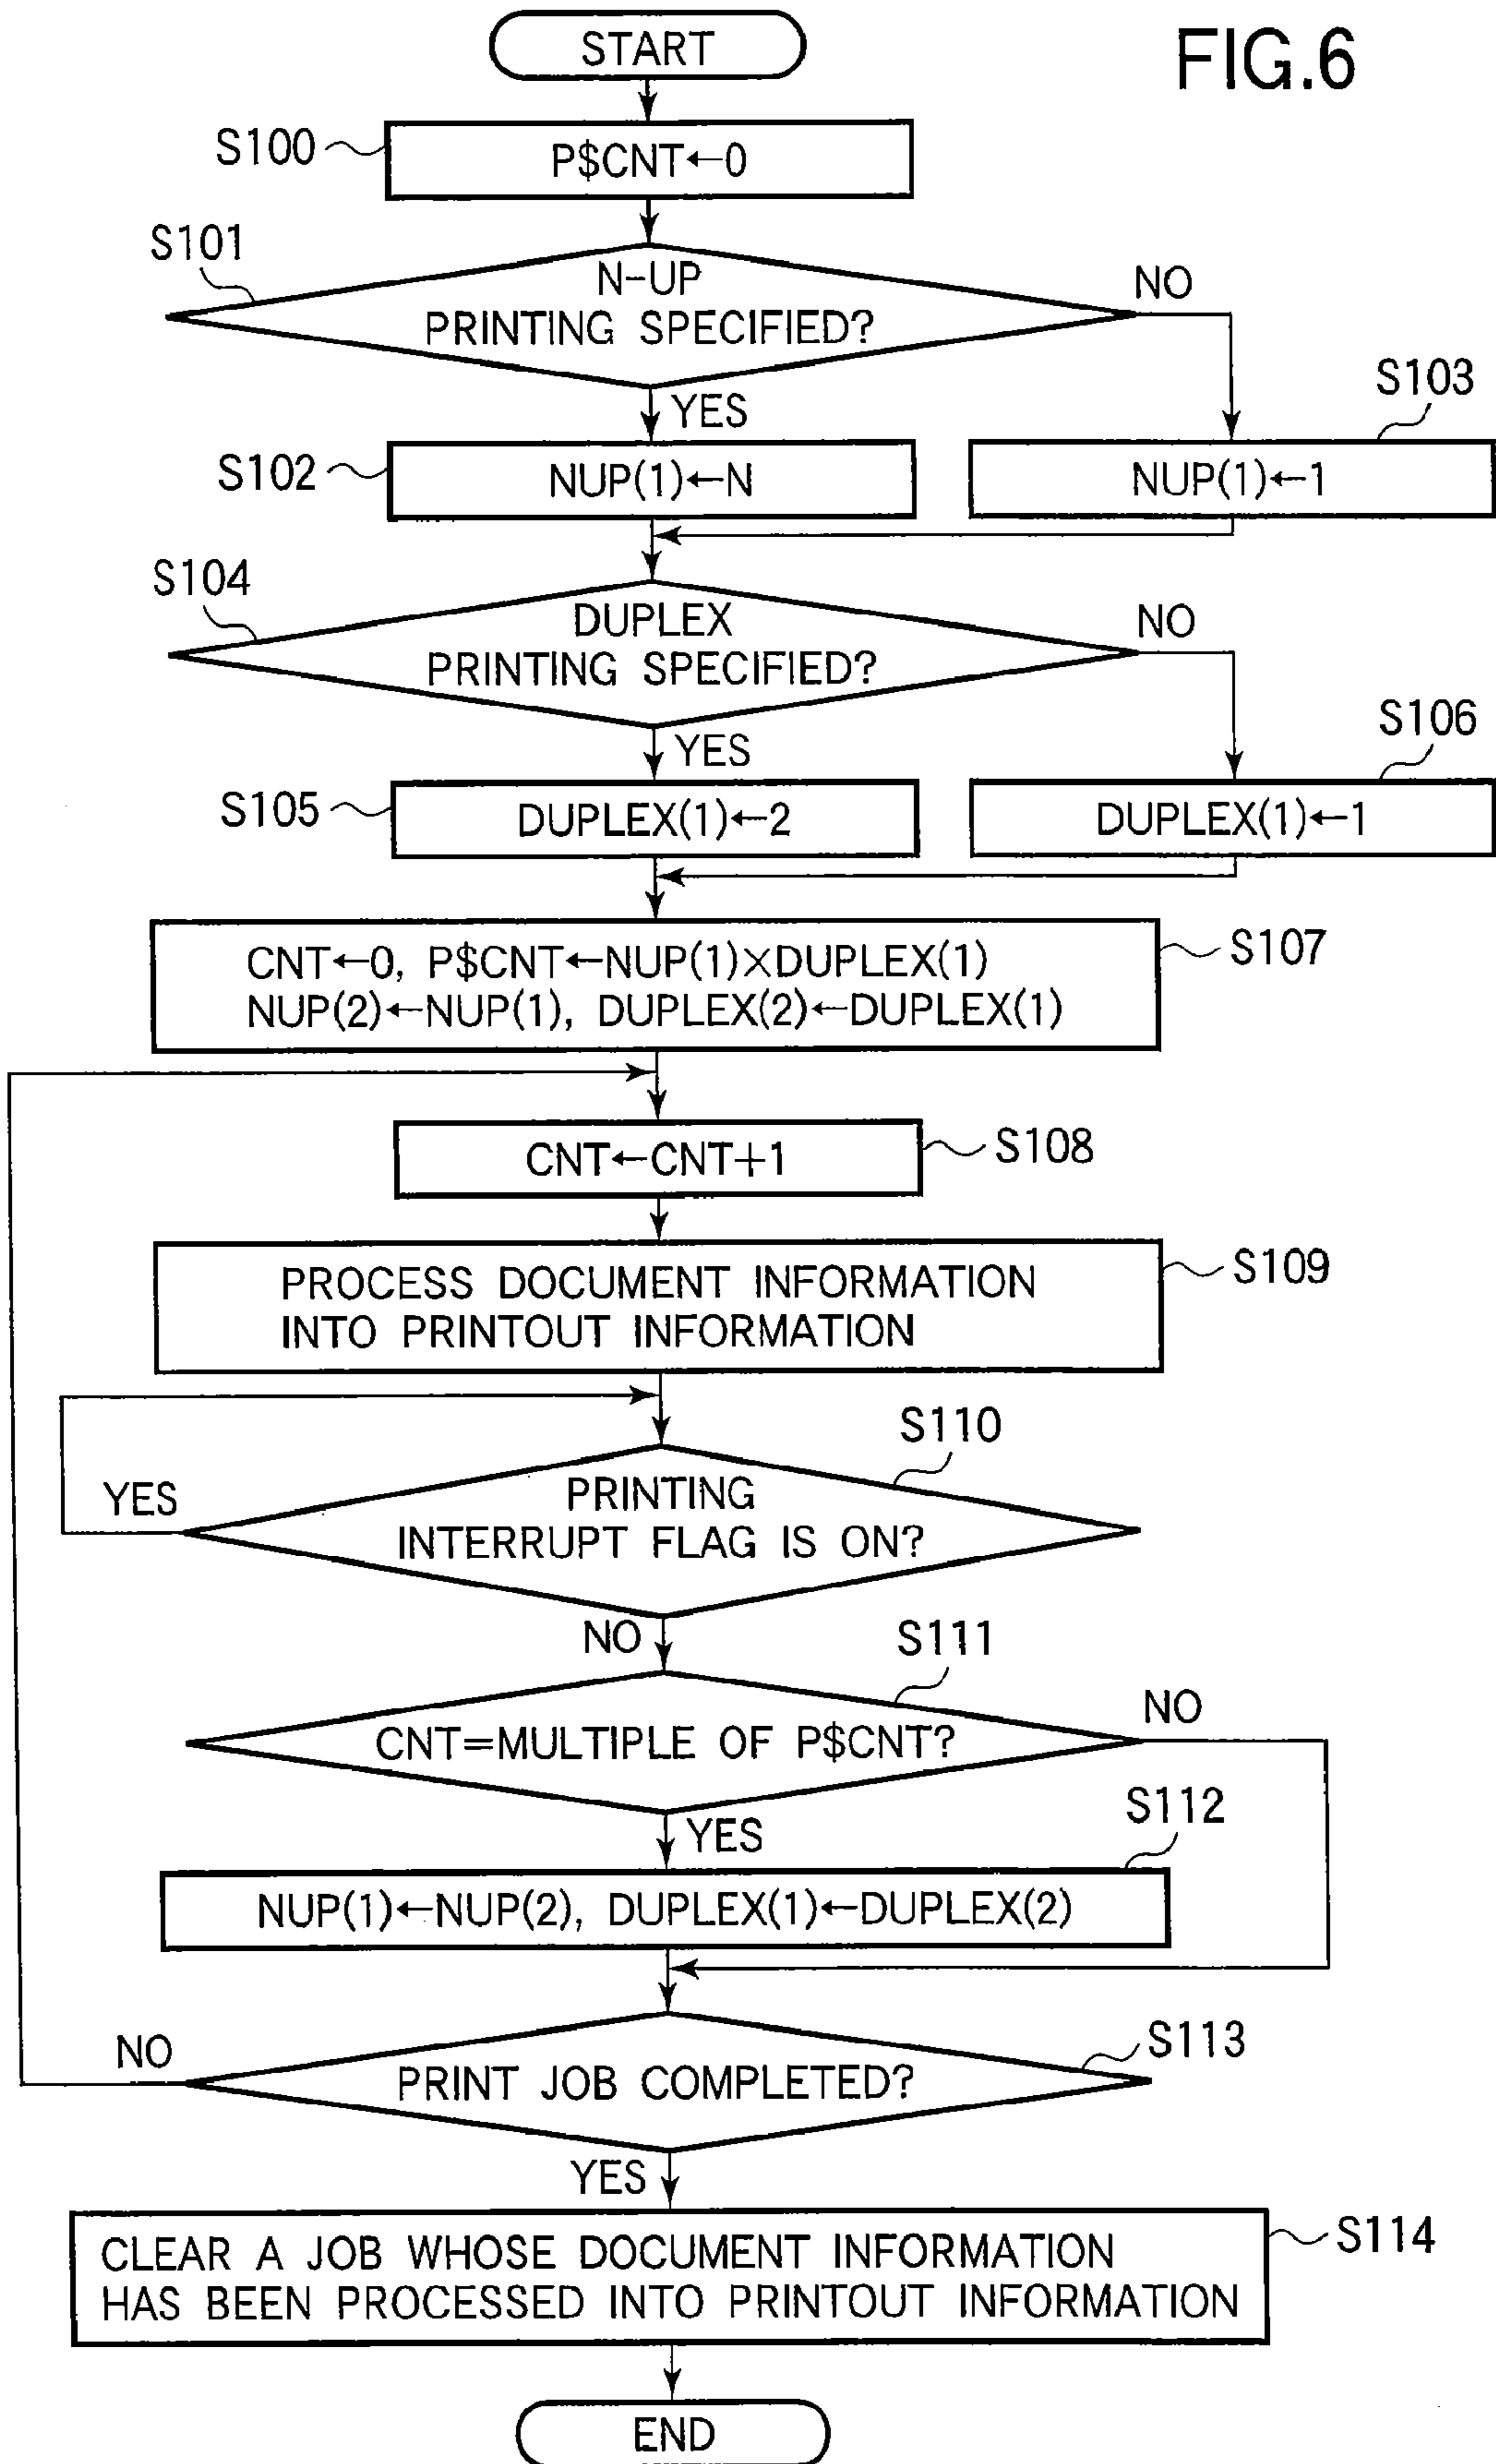 FIG.6
START
S100
P$CNT←0
S101
N-UP
PRINTING SPECIFIED?
NO
YES
S102
NUP(1)←N
S103
NUP(1)←1
S104
DUPLEX
PRINTING SPECIFIED?
NO
YES
S105
DUPLEX(1)←2
S106
DUPLEX(1)←1
CNT←0, P$CNT←NUP(1)×DUPLEX(1)
NUP(2)←NUP(1), DUPLEX(2)←DUPLEX(1)
S107
CNT←CNT+1
S108
PROCESS DOCUMENT INFORMATION
INTO PRINTOUT INFORMATION
S109
S110
YES
PRINTING
INTERRUPT FLAG IS ON?
NO
S111
CNT=MULTIPLE OF P$CNT?
NO
YES
S112
NUP(1)←NUP(2), DUPLEX(1)←DUPLEX(2)
NO
S113
PRINT JOB COMPLETED?
YES
CLEAR A JOB WHOSE DOCUMENT INFORMATION
HAS BEEN PROCESSED INTO PRINTOUT INFORMATION
S114
END